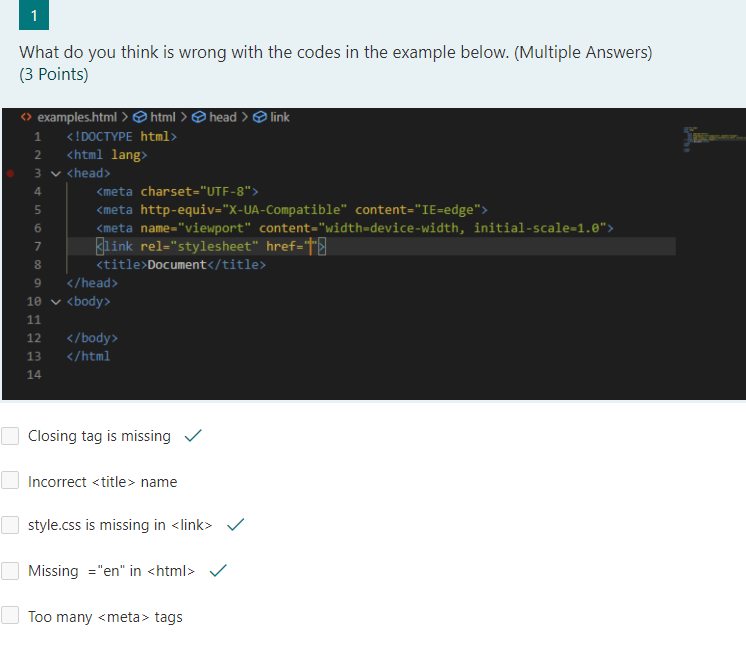 1
What do you think is wrong with the codes in the example below. (Multiple Answers)
(3 Points)
<> examples.html > html > head > link
1 <!DOCTYPE html>
2 <html lang>
3 <head>
4 <meta charset="UTF-8">
5 <meta http-equiv="X-UA-Compatible" content="IE=edge">
6 <meta name="viewport" content="width=device-width, initial-scale=1.0">
7 <link rel="stylesheet" href="">
8 <title>Document</title>
9 </head>
10 <body>
11
12 </body>
13 </html
14
Closing tag is missing
Incorrect <title> name
style.css is missing in <link>
Missing ="en" in <html>
Too many <meta> tags